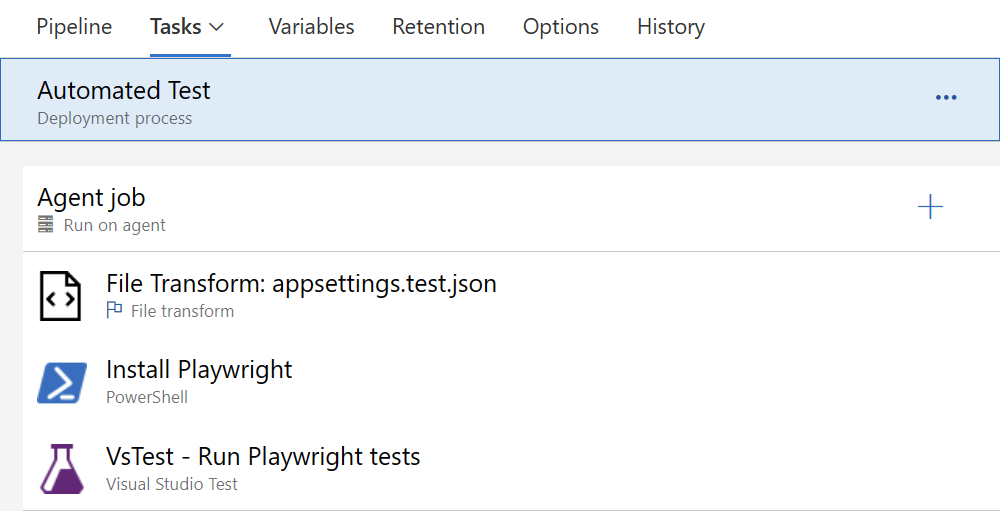 Pipeline Tasks Variables Retention Options History
Automated Test
Deployment process
Agent job
Run on agent
File Transform: appsettings.test.json
File transform
Install Playwright
PowerShell
VsTest - Run Playwright tests
Visual Studio Test